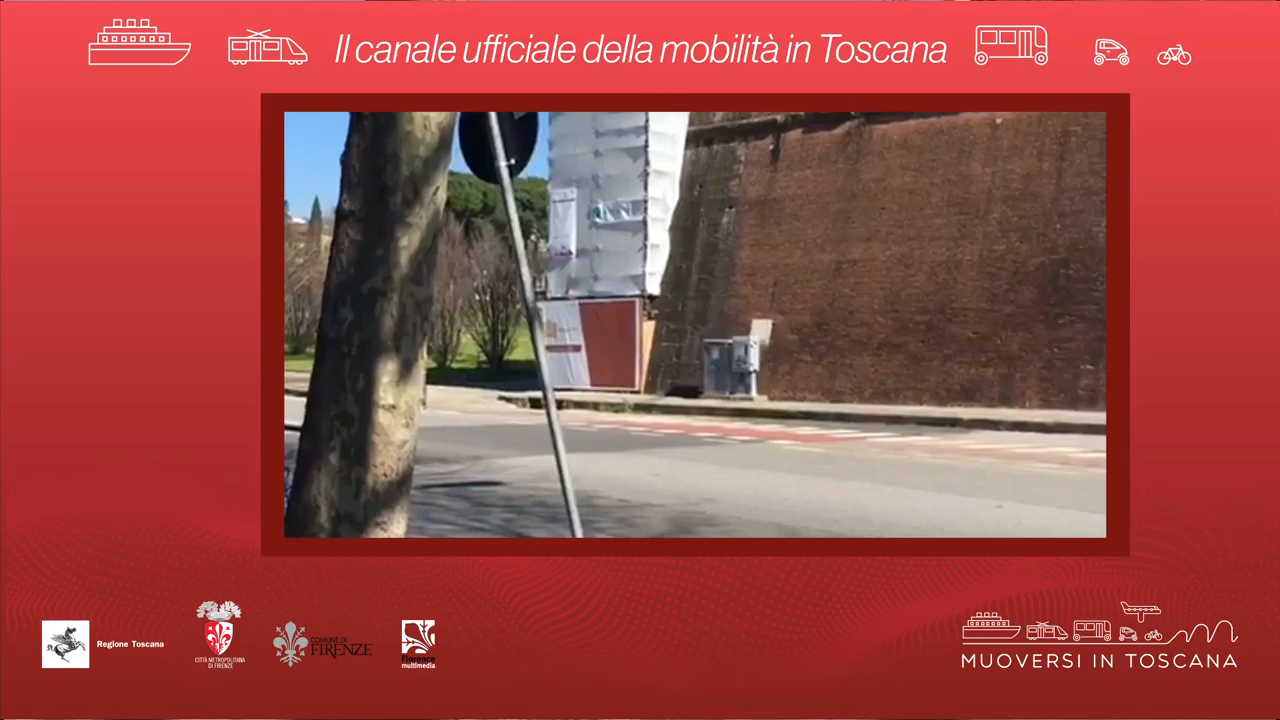 Il canale ufficiale della mobilità in Toscana
Regione Toscana
CITTÀ METROPOLITANA
DI FIRENZE
COMUNE DI
FIRENZE
florence
multimedia
MUOVERSI IN TOSCANA